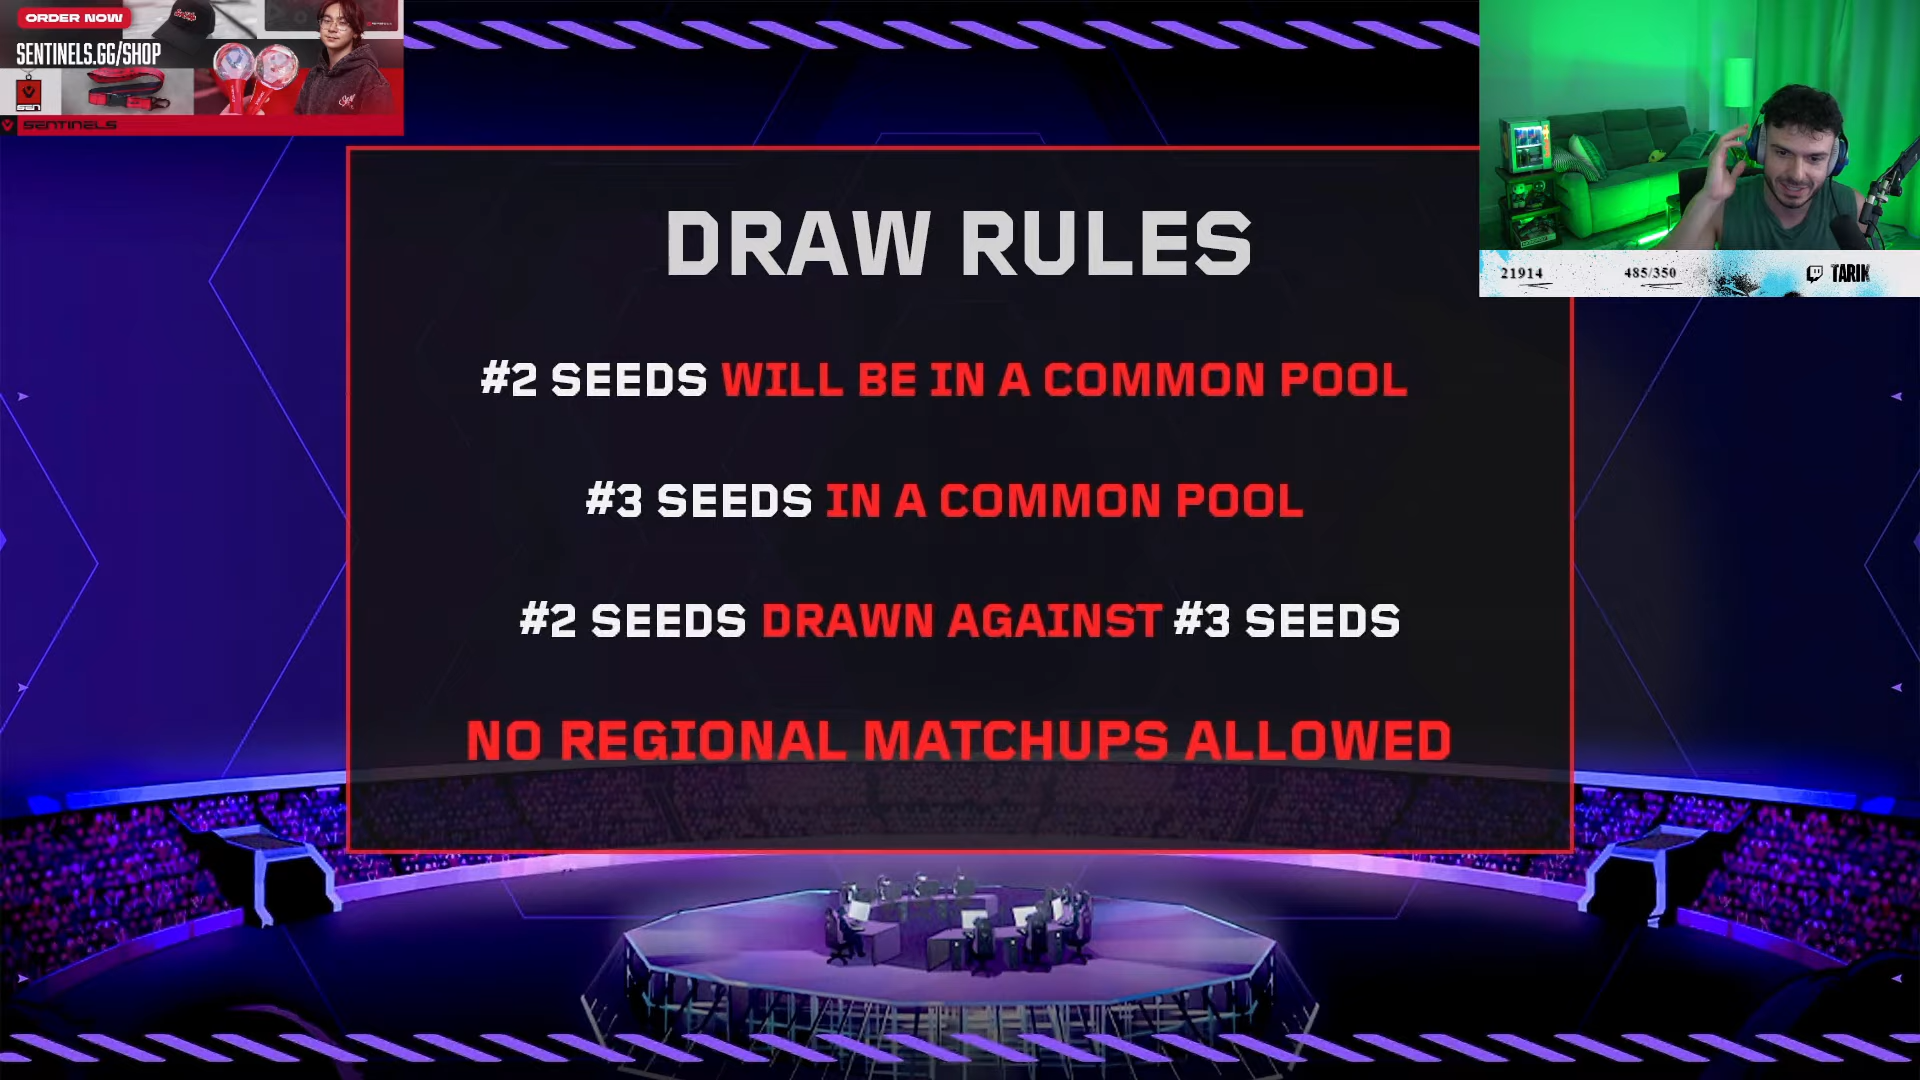 ORDER NOW
SENTINELS.GG/SHOP
SEN
SENTINELS
DRAW RULES
#2 SEEDS WILL BE IN A COMMON POOL
#3 SEEDS IN A COMMON POOL
#2 SEEDS DRAWN AGAINST #3 SEEDS
NO REGIONAL MATCHUPS ALLOWED
21914
485/350
TARIK